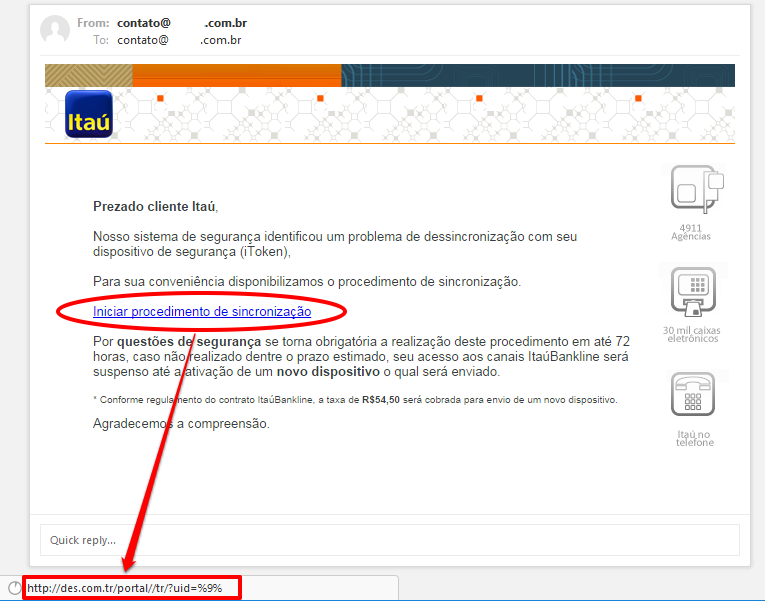 From: contato@ .com.br
To: contato@ .com.br
Itaú
Prezado cliente Itaú,
Nosso sistema de segurança identificou um problema de dessincronização com seu
dispositivo de segurança (iToken),
Para sua conveniência disponibilizamos o procedimento de sincronização.
Iniciar procedimento de sincronização
Por questões de segurança se torna obrigatória a realização deste procedimento em até 72
horas, caso não realizado dentre o prazo estimado, seu acesso aos canais ItaúBankline será
suspenso até a ativação de um novo dispositivo o qual será enviado.
* Conforme regulamento do contrato ItaúBankline, a taxa de R$54,50 será cobrada para envio de um novo dispositivo.
Agradecemos a compreensão.
4911
Agências
30 mil caixas
eletrônicos
Itaú no
telefone
Quick reply...
http://des.com.tr/portal//tr/?uid=%9%